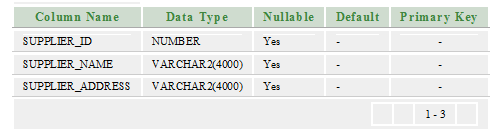 Column Name Data Type Nullable Default Primary Key
SUPPLIER_ID NUMBER Yes - -
SUPPLIER_NAME VARCHAR2(4000) Yes - -
SUPPLIER_ADDRESS VARCHAR2(4000) Yes - -
1 - 3